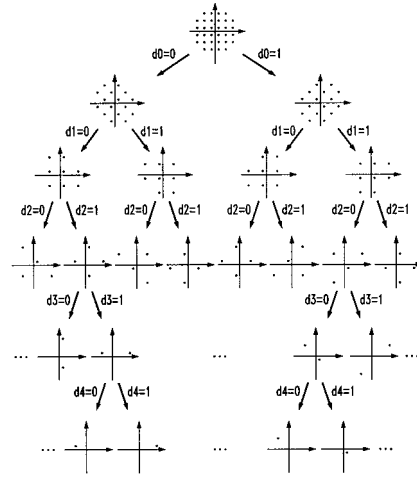 d0=0 d0=1
d1=0 d1=1 d1=0 d1=1
d2=0 d2=1 d2=0 d2=1 d2=0 d2=1 d2=0 d2=1
d3=0 d3=1 d3=0 d3=1
... ... ...
d4=0 d4=1 d4=0 d4=1
... ... ...